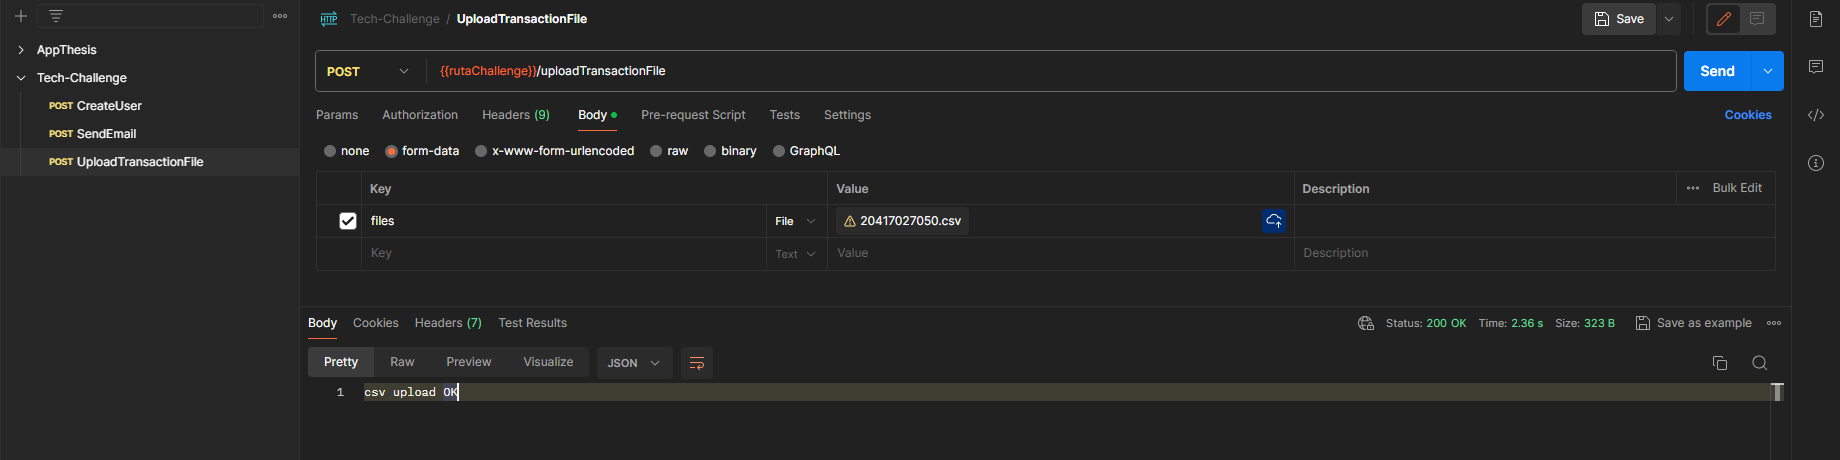 HTTP Tech-Challenge / UploadTransactionFile
Save
AppThesis
Tech-Challenge
POST CreateUser
POST SendEmail
POST UploadTransactionFile
POST {{rutaChallenge}}/uploadTransactionFile Send
Params Authorization Headers (9) Body Pre-request Script Tests Settings Cookies
none form-data x-www-form-urlencoded raw binary GraphQL
Key Value Description Bulk Edit
files File 20417027050.csv
Key Text Value Description
Body Cookies Headers (7) Test Results Status: 200 OK Time: 2.36 s Size: 323 B Save as example
Pretty Raw Preview Visualize JSON
1 csv upload OK